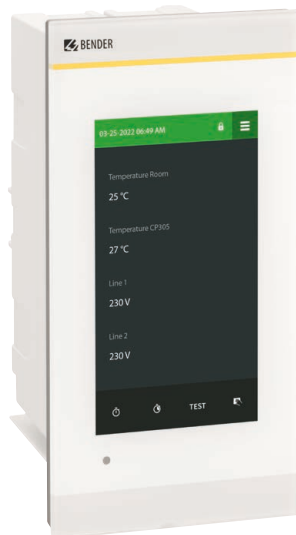 BENDER
03-25-2022 06:49 AM
Temperature Room
25 °C
Temperature CP305
27 °C
Line 1
230 V
Line 2
230 V
TEST